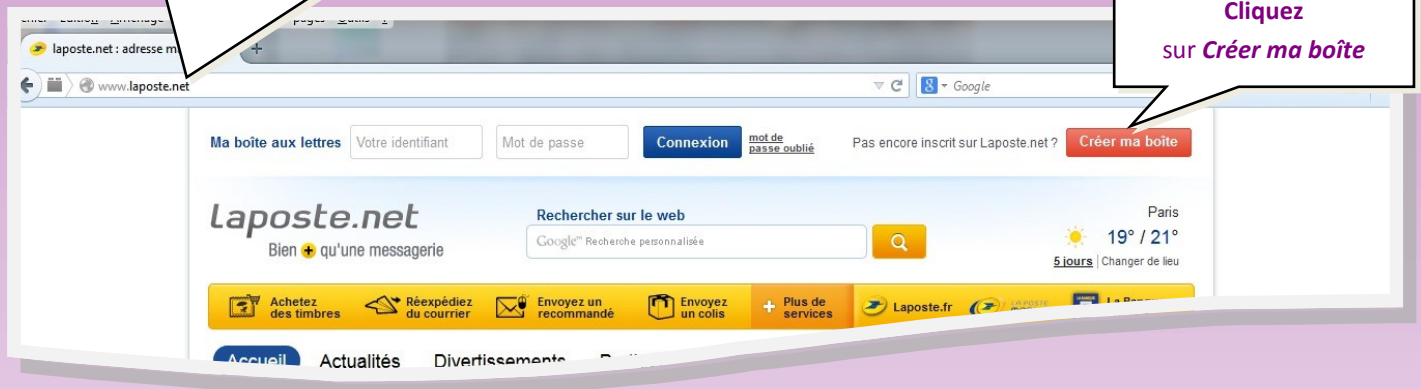 Cliquez
sur Créer ma boîte
laposte.net : adresse
www.laposte.net
Google
Ma boîte aux lettres Votre identifiant Mot de passe Connexion mot de passe oublié Pas encore inscrit sur Laposte.net ? Créer ma boîte
laposte.net
Bien + qu'une messagerie
Rechercher sur le web
Google™ Recherche personnalisée
Paris
19° / 21°
5 jours | Changer de lieu
Achetez des timbres Réexpédiez du courrier Envoyez un recommandé Envoyez un colis + Plus de services Laposte.fr
Accueil Actualités Divertissements